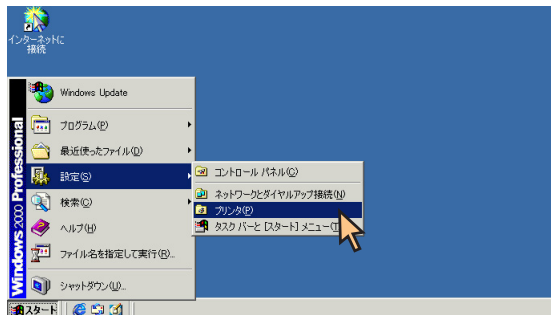 インターネットに
接続
Windows Update
プログラム(P)
最近使ったファイル(D)
設定(S)
検索(C)
ヘルプ(H)
ファイル名を指定して実行(R)...
シャットダウン(U)...
Windows 2000 Professional
コントロール パネル(C)
ネットワークとダイヤルアップ接続(N)
プリンタ(P)
タスク バーと [スタート] メニュー(T)
スタート